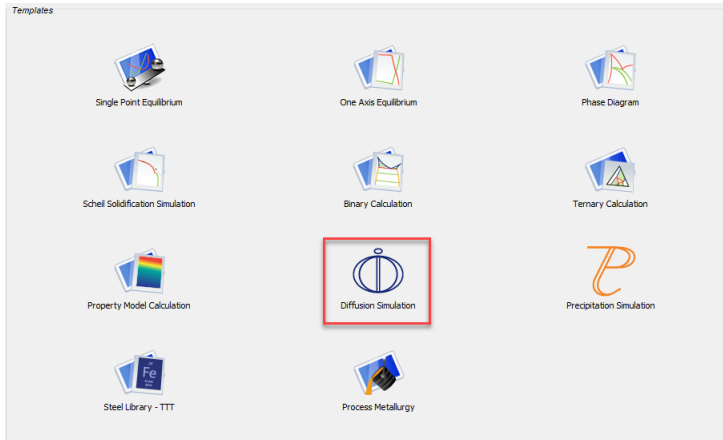 Templates
Single Point Equilibrium
One Axis Equilibrium
Phase Diagram
Scheil Solidification Simulation
Binary Calculation
Ternary Calculation
Property Model Calculation
Diffusion Simulation
Precipitation Simulation
Fe
Steel Library - TTT
Process Metallurgy